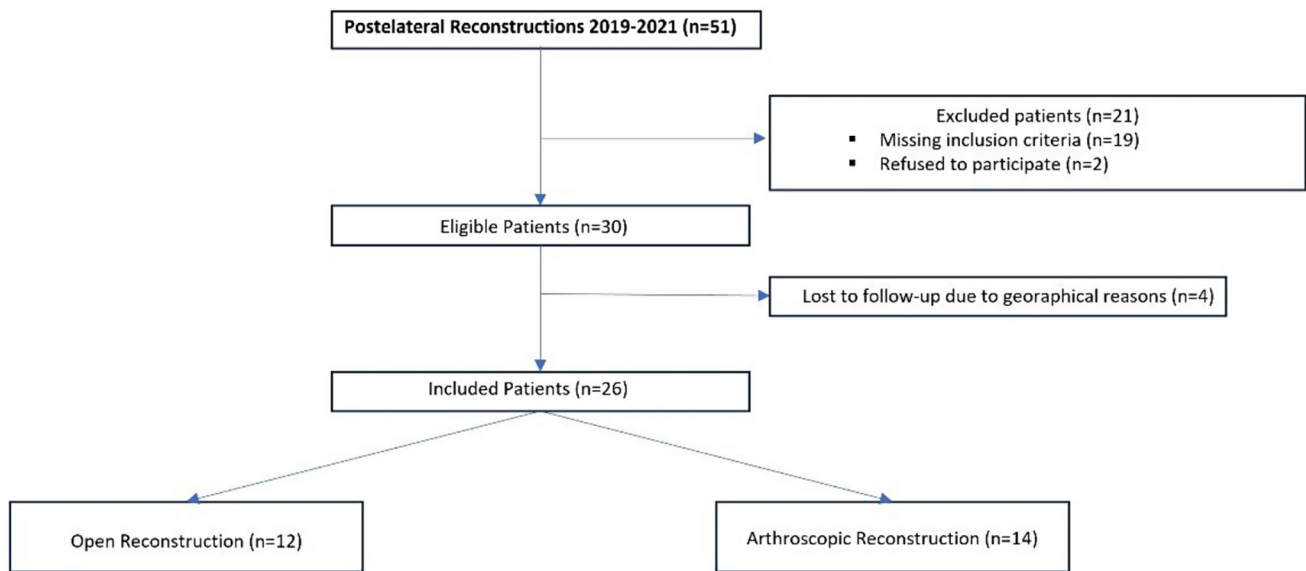 Postelateral Reconstructions 2019-2021 (n=51)
Excluded patients (n=21)
▪ Missing inclusion criteria (n=19)
▪ Refused to participate (n=2)
Eligible Patients (n=30)
Lost to follow-up due to georaphical reasons (n=4)
Included Patients (n=26)
Open Reconstruction (n=12)
Arthroscopic Reconstruction (n=14)